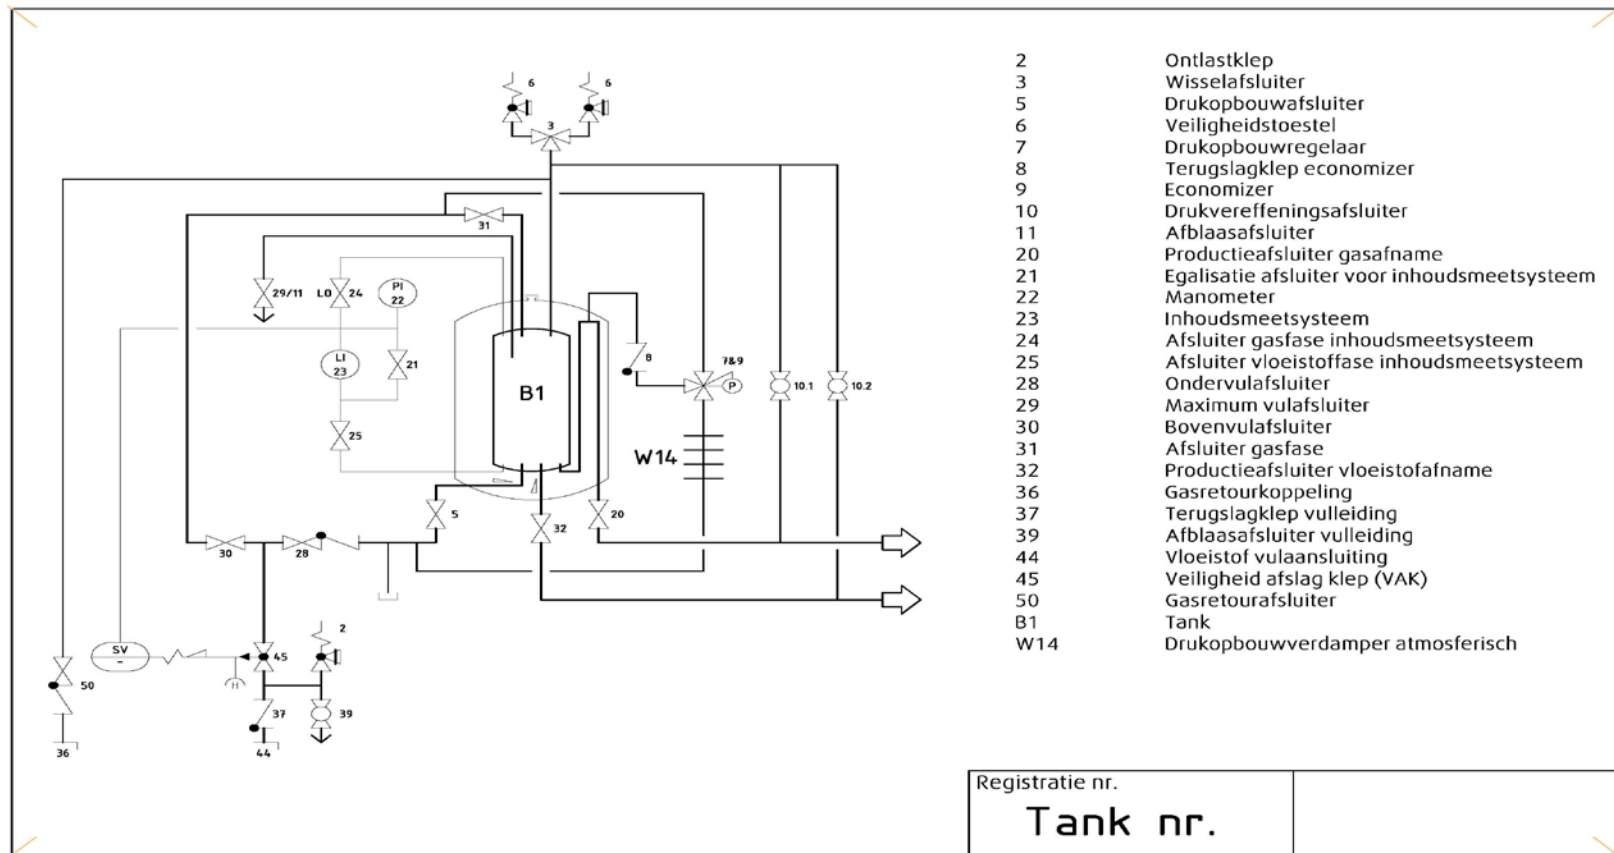 6
6
3
31
29/11
LO
24
PI
22
LI
23
21
25
B1
8
7&9
P
10.1
10.2
W14
5
32
20
30
28
SV
-
H
45
2
50
37
39
36
44
2 Ontlastklep
3 Wisselafsluiter
5 Drukopbouwafsluiter
6 Veiligheidstoestel
7 Drukopbouwregelaar
8 Terugslagklep economizer
9 Economizer
10 Drukvereffeningsafsluiter
11 Afblaasafsluiter
20 Productieafsluiter gasafname
21 Egalisatie afsluiter voor inhoudsmeetsysteem
22 Manometer
23 Inhoudsmeetsysteem
24 Afsluiter gasfase inhoudsmeetsysteem
25 Afsluiter vloeistoffase inhoudsmeetsysteem
28 Ondervulafsluiter
29 Maximum vulafsluiter
30 Bovenvulafsluiter
31 Afsluiter gasfase
32 Productieafsluiter vloeistofafname
36 Gasretourkoppeling
37 Terugslagklep vulleiding
39 Afblaasafsluiter vulleiding
44 Vloeistof vulaansluiting
45 Veiligheid afslag klep (VAK)
50 Gasretourafsluiter
B1 Tank
W14 Drukopbouwverdamper atmosferisch
Registratie nr.
Tank nr.